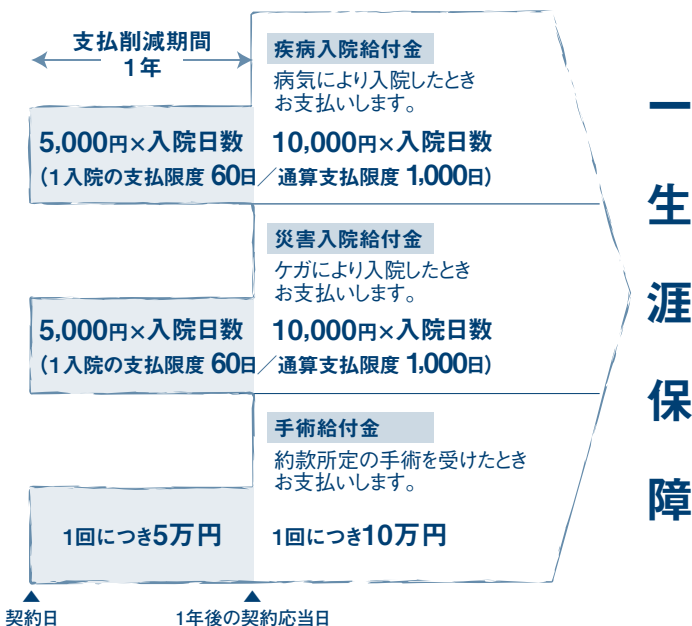 支払削減期間
1年
疾病入院給付金
病気により入院したとき
お支払いします。
5,000円×入院日数 10,000円×入院日数
(1入院の支払限度 60日/通算支払限度 1,000日)
災害入院給付金
ケガにより入院したとき
お支払いします。
5,000円×入院日数 10,000円×入院日数
(1入院の支払限度 60日/通算支払限度 1,000日)
手術給付金
約款所定の手術を受けたとき
お支払いします。
1回につき5万円 1回につき10万円
契約日 1年後の契約応当日
一生涯保障